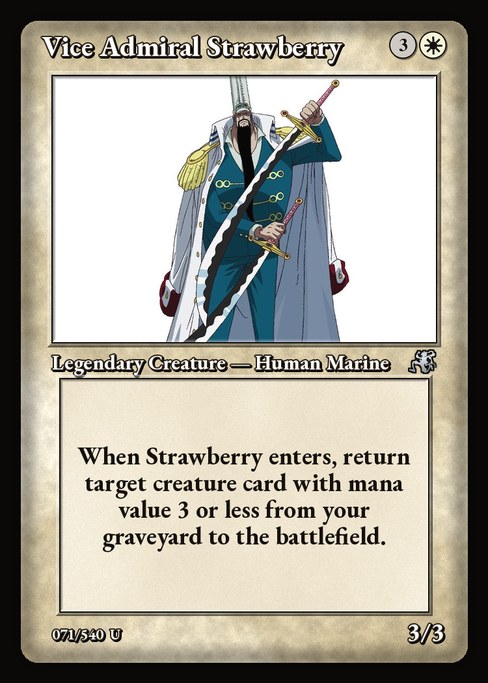 Vice Admiral Strawberry 3
Legendary Creature — Human Marine
When Strawberry enters, return
target creature card with mana
value 3 or less from your
graveyard to the battlefield.
071/540 U 3/3